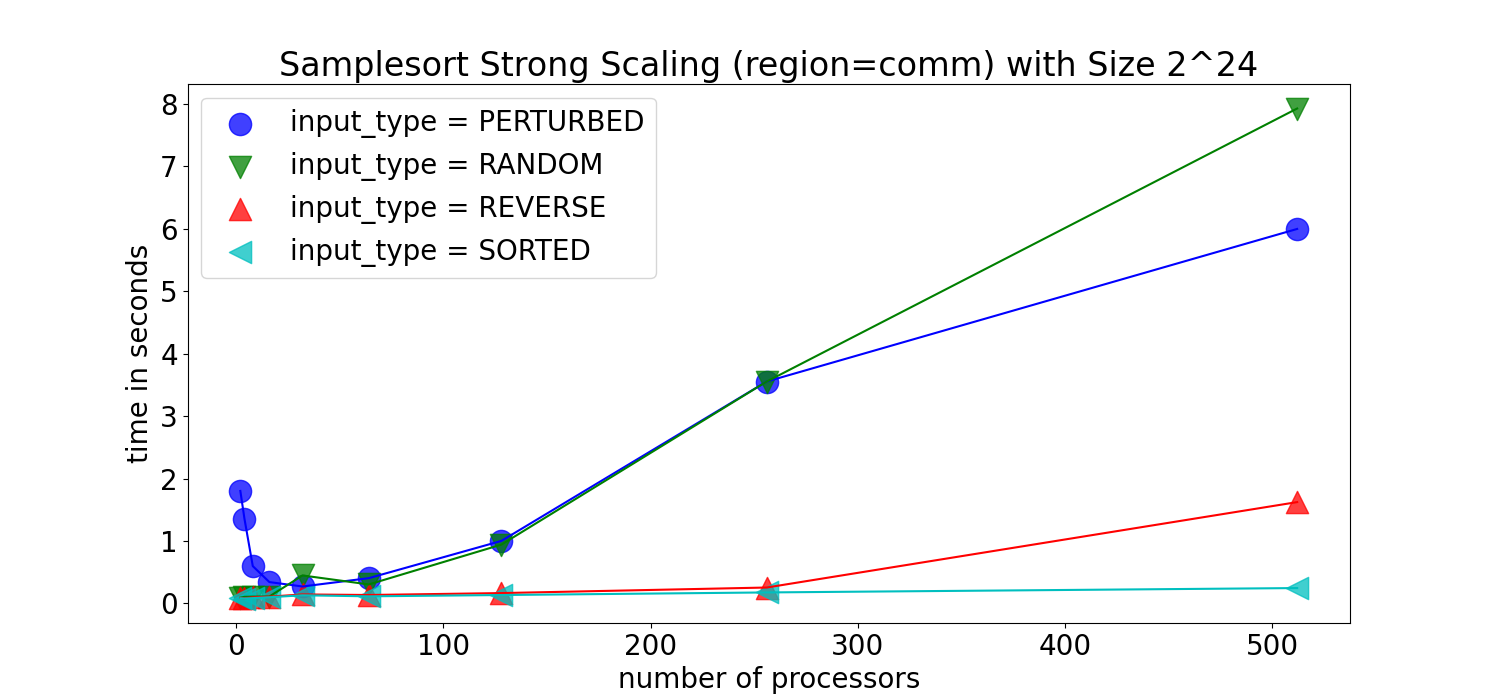 Samplesort Strong Scaling (region=comm) with Size 2^24
input_type = PERTURBED
input_type = RANDOM
input_type = REVERSE
input_type = SORTED
time in seconds
8
7
6
5
4
3
2
1
0
0 100 200 300 400 500
number of processors